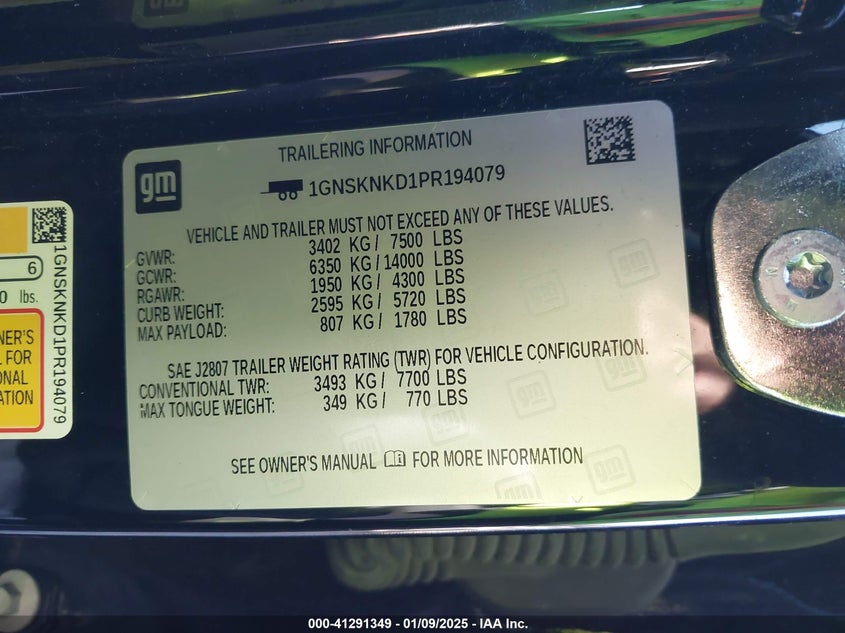 TRAILERING INFORMATION
gm
1GNSKNKD1PR194079
VEHICLE AND TRAILER MUST NOT EXCEED ANY OF THESE VALUES.
GVWR: 3402 KG / 7500 LBS
GCWR: 6350 KG / 14000 LBS
RGAWR: 1950 KG / 4300 LBS
CURB WEIGHT: 2595 KG / 5720 LBS
MAX PAYLOAD: 807 KG / 1780 LBS
SAE J2807 TRAILER WEIGHT RATING (TWR) FOR VEHICLE CONFIGURATION.
CONVENTIONAL TWR: 3493 KG / 7700 LBS
MAX TONGUE WEIGHT: 349 KG / 770 LBS
SEE OWNER'S MANUAL FOR MORE INFORMATION
6
0 lbs.
NER'S
L FOR
ONAL
ATION
1GNSKNKD1PR194079
000-41291349 / 01/09/2025 - IAA Inc.